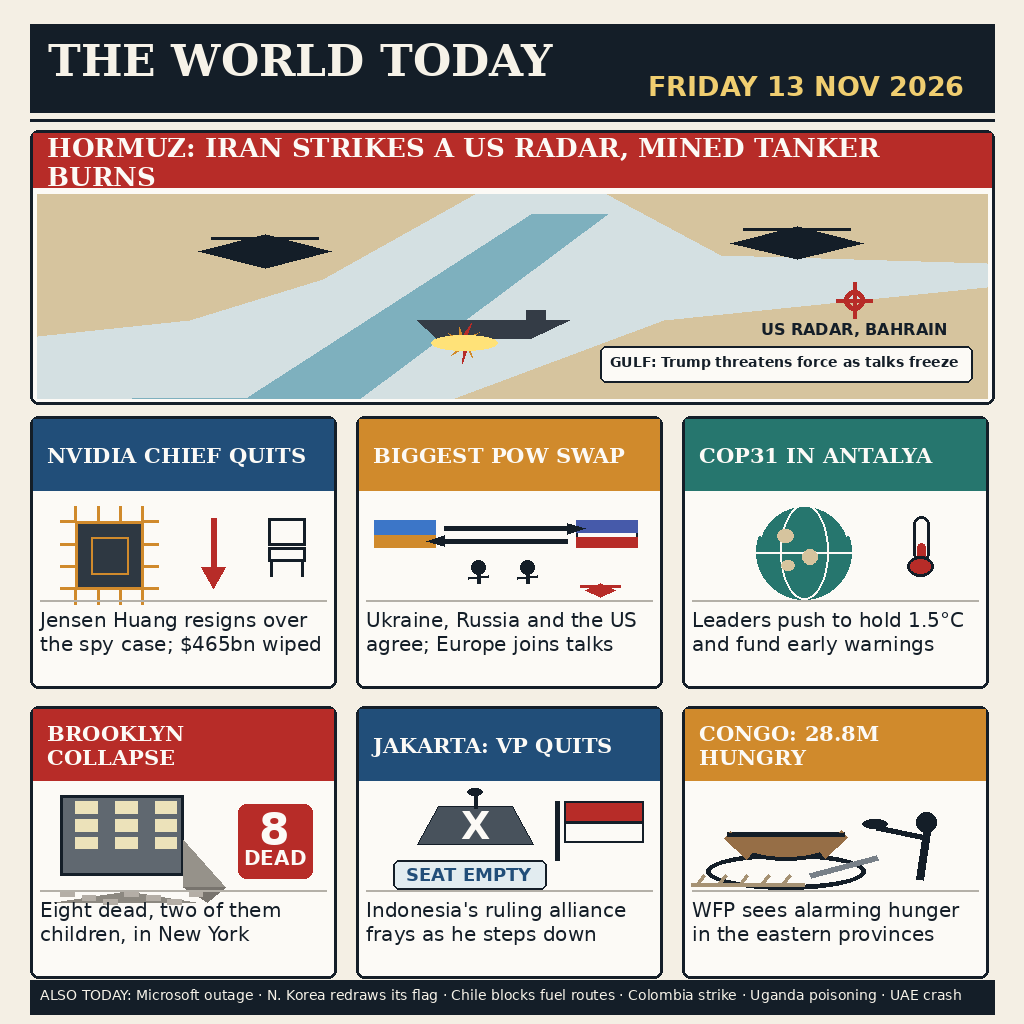 THE WORLD TODAY
FRIDAY 13 NOV 2026
HORMUZ: IRAN STRIKES A US RADAR, MINED TANKER
BURNS
US RADAR, BAHRAIN
GULF: Trump threatens force as talks freeze
NVIDIA CHIEF QUITS
Jensen Huang resigns over
the spy case; $465bn wiped
BIGGEST POW SWAP
Ukraine, Russia and the US
agree; Europe joins talks
COP31 IN ANTALYA
Leaders push to hold 1.5°C
and fund early warnings
BROOKLYN
COLLAPSE
8
DEAD
Eight dead, two of them
children, in New York
JAKARTA: VP QUITS
X
SEAT EMPTY
Indonesia's ruling alliance
frays as he steps down
CONGO: 28.8M
HUNGRY
WFP sees alarming hunger
in the eastern provinces
ALSO TODAY: Microsoft outage · N. Korea redraws its flag · Chile blocks fuel routes · Colombia strike · Uganda poisoning · UAE crash